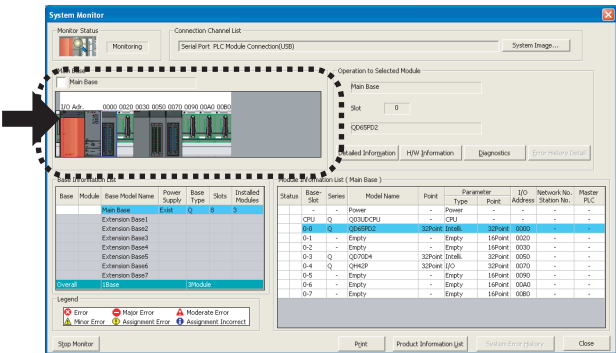 System Monitor
Monitor Status
Monitoring
Connection Channel List
Serial Port PLC Module Connection(USB)
System Image...
Main Base
Main Base
I/O Adr. 0000 0020 0030 0050 0070 0090 00A0 00B0
Operation to Selected Module
Main Base
Slot 0
QD65PD2
Detailed Information
H/W Information
Diagnostics
Error History Detail
Base Information List
Base Module Base Model Name Power Supply Base Type Slots Installed Modules
Main Base Exist Q 8 3
Extension Base1
Extension Base2
Extension Base3
Extension Base4
Extension Base5
Extension Base6
Extension Base7
Overall 1Base 3Module
Module Information List ( Main Base )
Status Base-Slot Series Model Name Point Parameter Type Point I/O Address Network No. Station No. Master PLC
- - Power - Power - - - -
CPU Q Q03UDCPU - CPU - - - -
0-0 Q QD65PD2 32Point Intelli. 32Point 0000 -
0-1 - Empty - Empty 16Point 0020 -
0-2 - Empty - Empty 32Point 0030 -
0-3 Q QD70D4 32Point Intelli. 32Point 0050 -
0-4 Q QH42P 32Point I/O 32Point 0070 -
0-5 - Empty - Empty 16Point 0090 -
0-6 - Empty - Empty 16Point 00A0 -
0-7 - Empty - Empty 16Point 00B0 -
Legend
Error Major Error Moderate Error
Minor Error Assignment Error Assignment Incorrect
Stop Monitor
Print
Product Information List
System Error History
Close